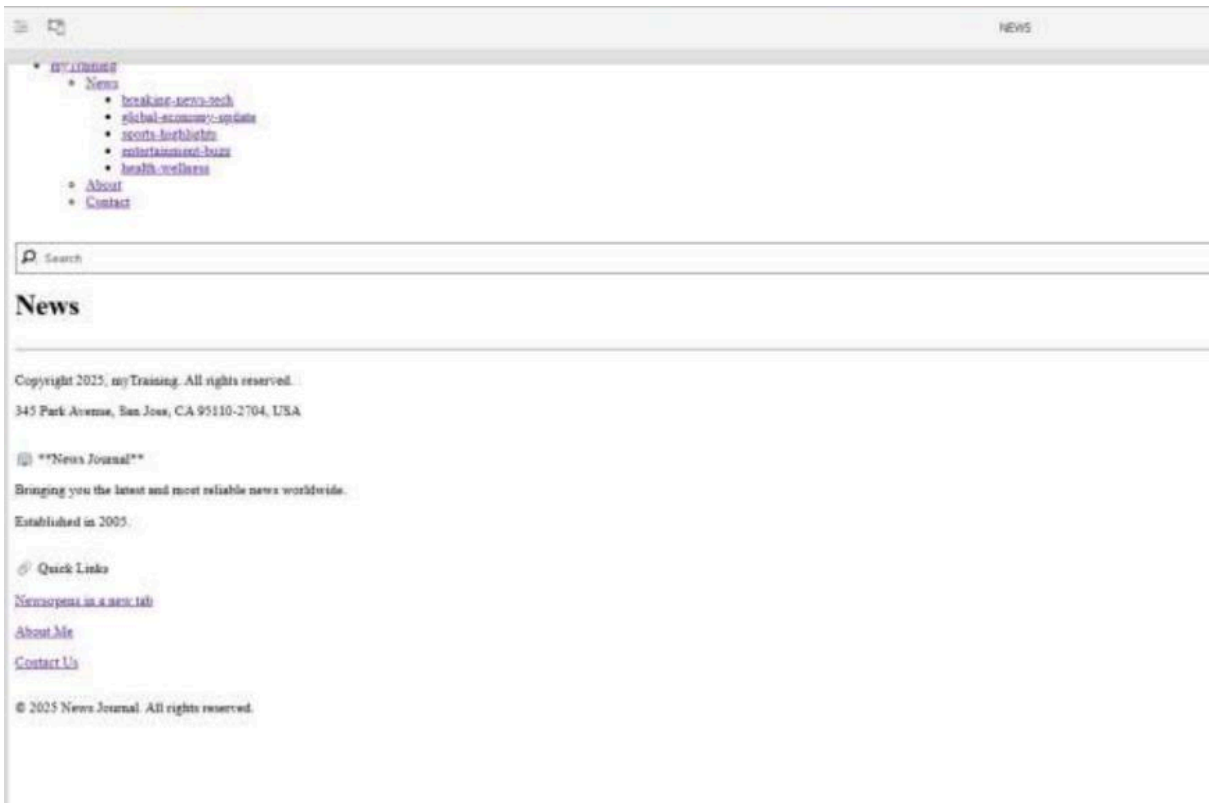 NEWS
myTraining
News
breaking-news-tech
global-economy-update
sports-highlights
entertainment-buzz
health-wellness
About
Contact
Search
News
Copyright 2025, myTraining. All rights reserved.
345 Park Avenue, San Jose, CA 95110-2704, USA
**News Journal**
Bringing you the latest and most reliable news worldwide.
Established in 2005.
Quick Links
Newsopens in a new tab
About Me
Contact Us
© 2025 News Journal. All rights reserved.